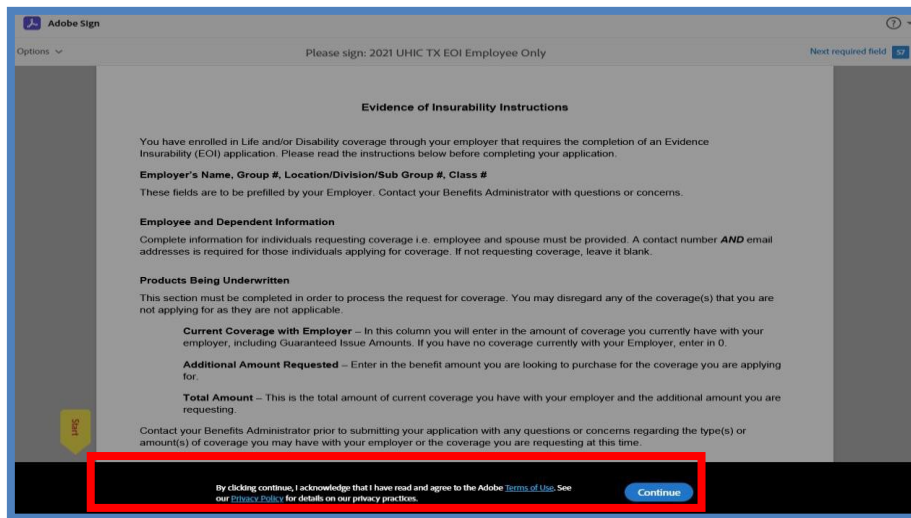 Adobe Sign
Options
Please sign: 2021 UHIC TX EOI Employee Only
Next required field 57
Evidence of Insurability Instructions
You have enrolled in Life and/or Disability coverage through your employer that requires the completion of an Evidence
Insurability (EOI) application. Please read the instructions below before completing your application.
Employer's Name, Group #, Location/Division/Sub Group #, Class #
These fields are to be prefilled by your Employer. Contact your Benefits Administrator with questions or concerns.
Employee and Dependent Information
Complete information for individuals requesting coverage i.e. employee and spouse must be provided. A contact number AND email
addresses is required for those individuals applying for coverage. If not requesting coverage, leave it blank.
Products Being Underwritten
This section must be completed in order to process the request for coverage. You may disregard any of the coverage(s) that you are
not applying for as they are not applicable.
Current Coverage with Employer – In this column you will enter in the amount of coverage you currently have with your
employer, including Guaranteed Issue Amounts. If you have no coverage currently with your Employer, enter in 0.
Additional Amount Requested – Enter in the benefit amount you are looking to purchase for the coverage you are applying
for.
Total Amount – This is the total amount of current coverage you have with your employer and the additional amount you are
requesting.
Start
Contact your Benefits Administrator prior to submitting your application with any questions or concerns regarding the type(s) or
amount(s) of coverage you may have with your employer or the coverage you are requesting at this time.
By clicking continue, I acknowledge that I have read and agree to the Adobe Terms of Use. See
our Privacy Policy for details on our privacy practices.
Continue